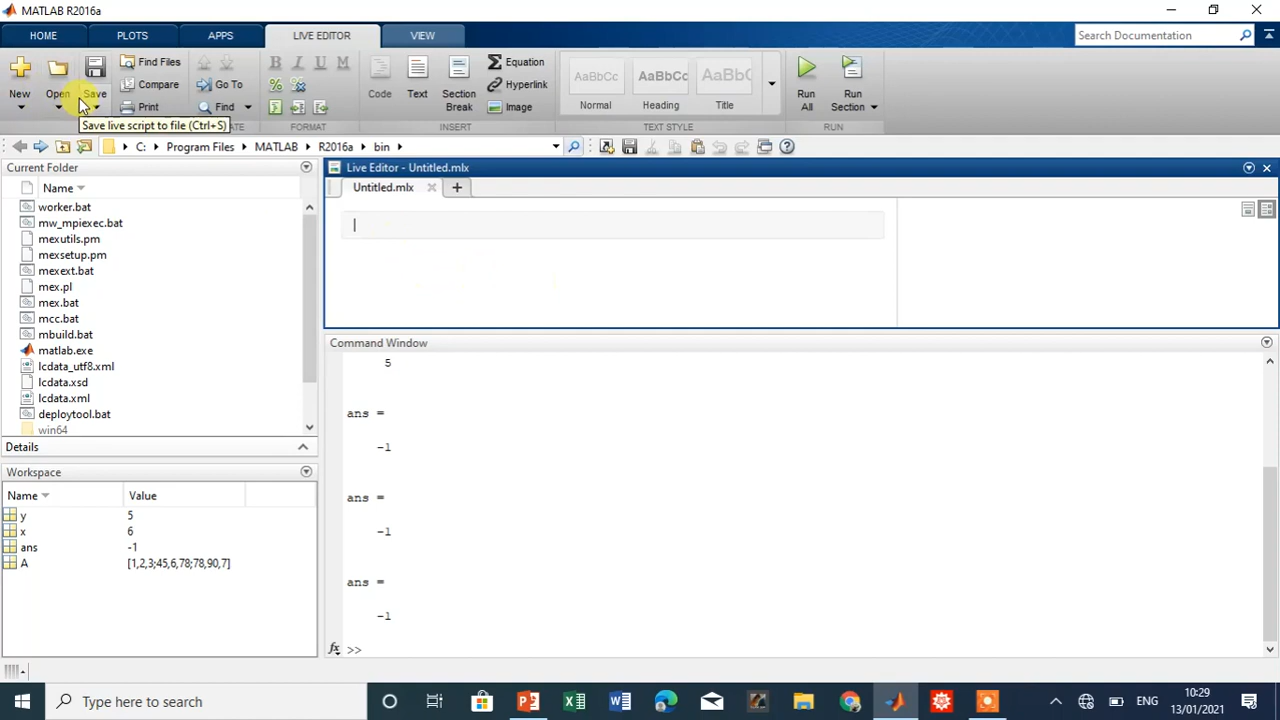 MATLAB R2016a
HOME PLOTS APPS LIVE EDITOR VIEW Search Documentation
New Open Save Find Files Compare Print Go To Find
B I U M
Code Text Section Break Equation Hyperlink Image
AaBbCc Normal AaBbCc Heading AaBbC Title
Run All Run Section
FORMAT INSERT TEXT STYLE RUN
Save live script to file (Ctrl+S)
C: Program Files MATLAB R2016a bin
Current Folder
Name
worker.bat
mw_mpiexec.bat
mexutils.pm
mexsetup.pm
mexext.bat
mex.pl
mex.bat
mcc.bat
mbuild.bat
matlab.exe
lcdata_utf8.xml
lcdata.xsd
lcdata.xml
deploytool.bat
win64
Details
Workspace
Name Value
y 5
x 6
ans -1
A [1,2,3;45,6,78;78,90,7]
Live Editor - Untitled.mlx
Untitled.mlx
Command Window
5
ans =
-1
ans =
-1
ans =
-1
fx >>
Type here to search
ENG
10:29
13/01/2021